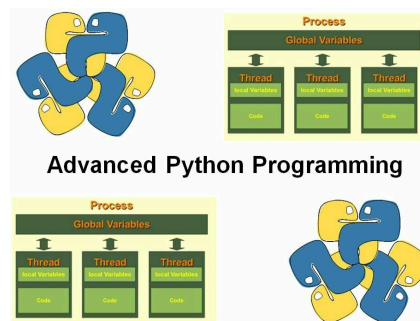 Process
Global Variables
Thread Thread Thread
local Variables local Variables local Variables
Code Code Code
Advanced Python Programming
Process
Global Variables
Thread Thread Thread
local Variables local Variables local Variables
Code Code Code